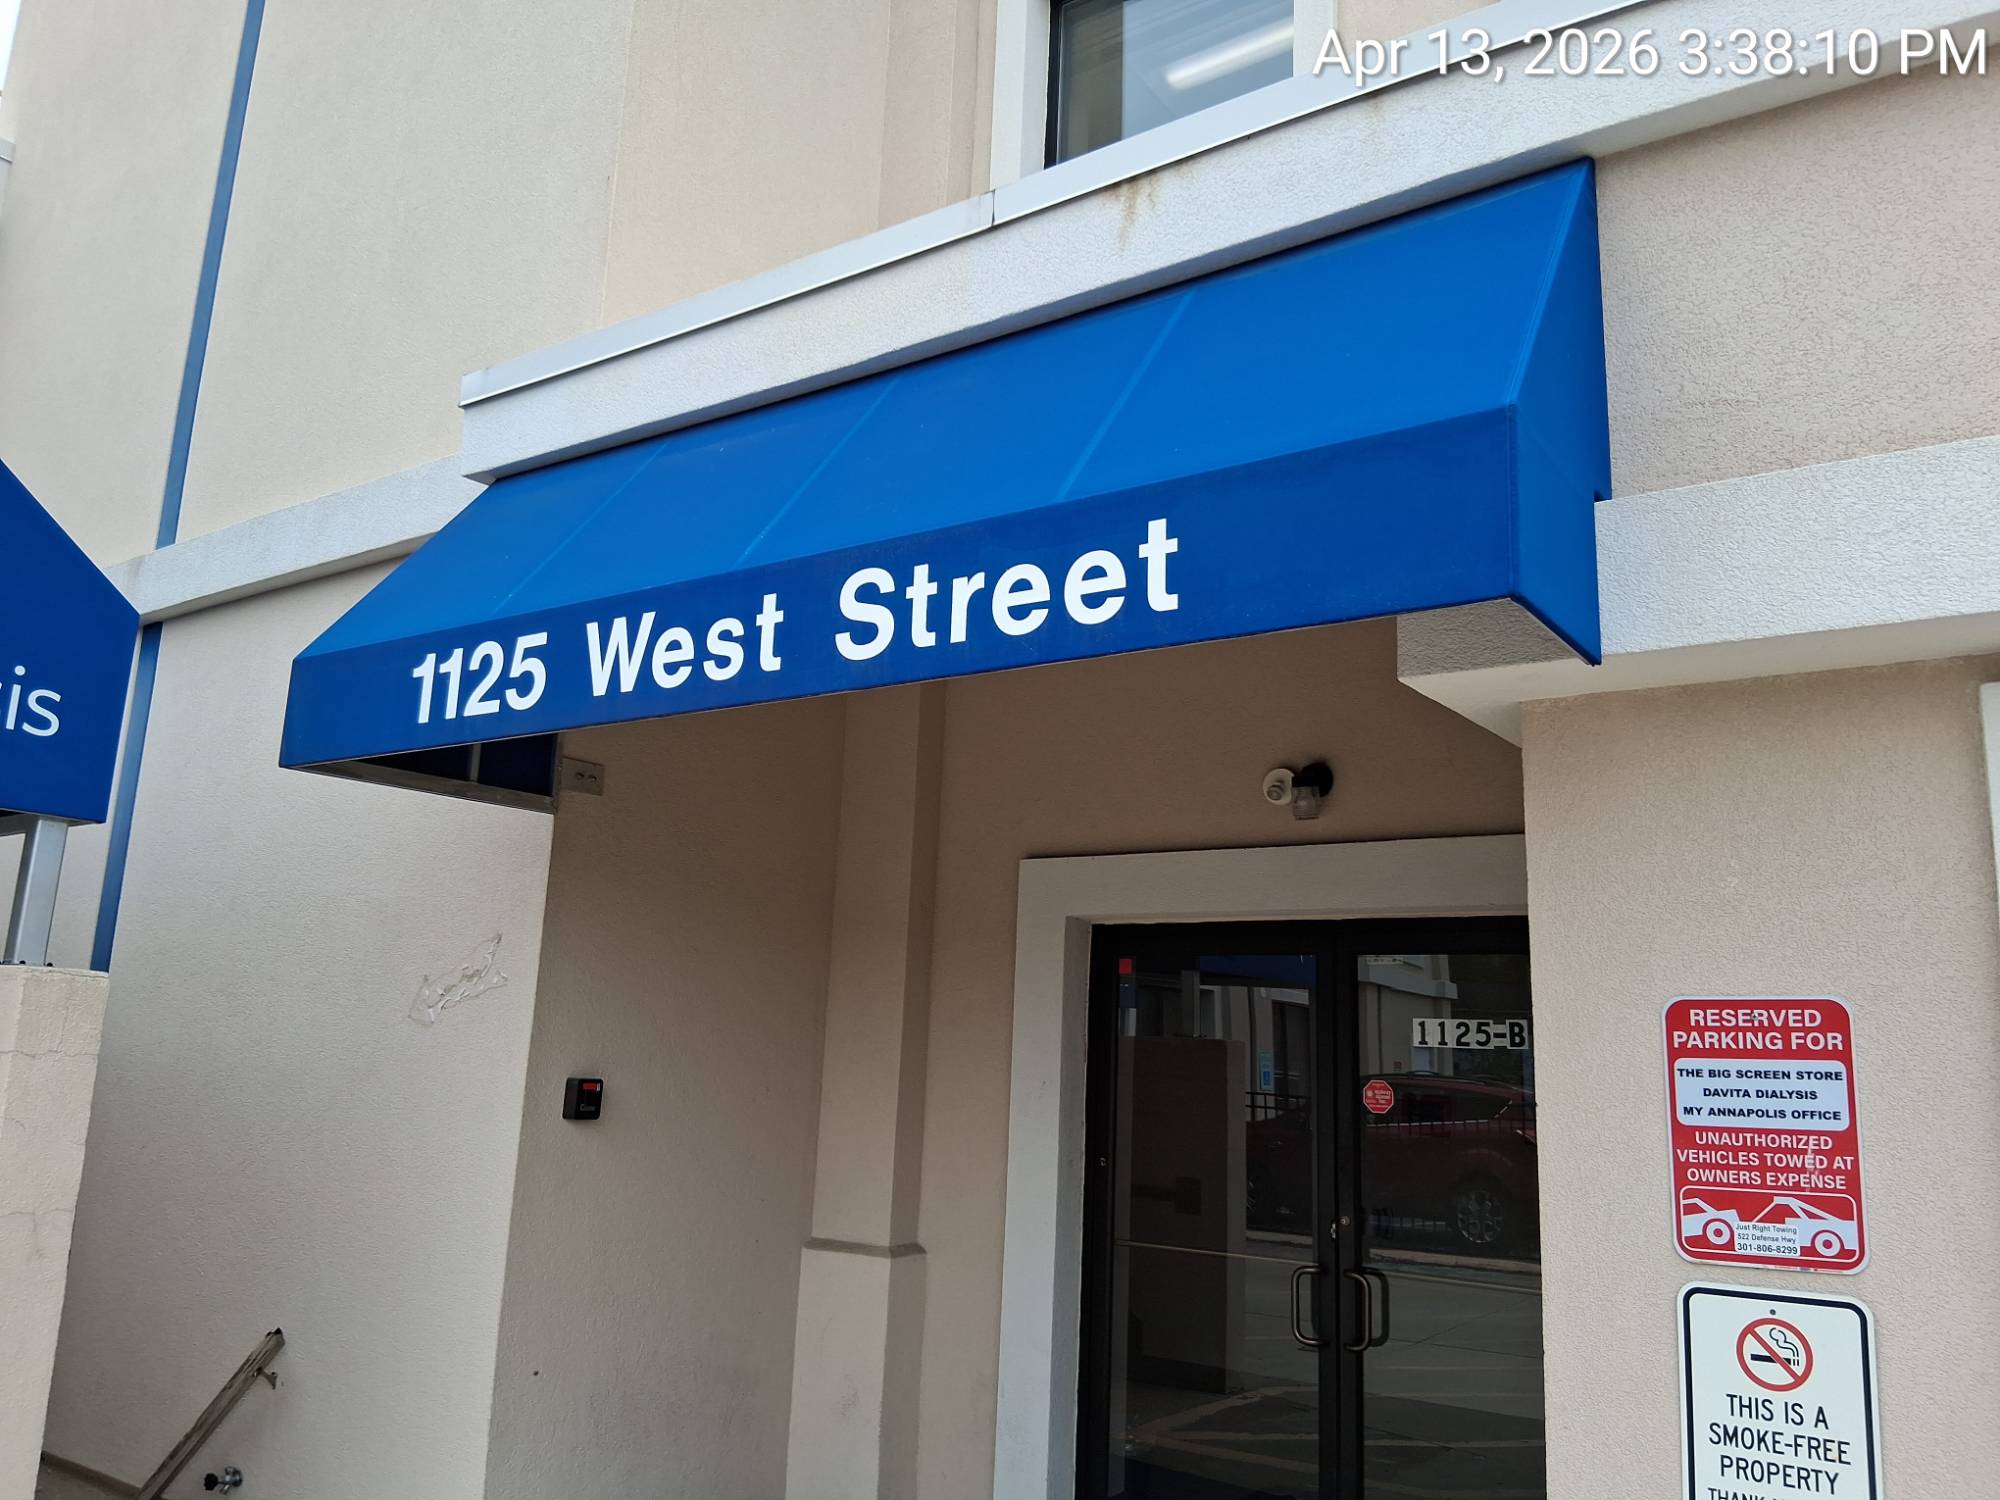 Apr 13, 2026 3:38:10 PM
1125 West Street
is
1125-B
RESERVED
PARKING FOR
THE BIG SCREEN STORE
DAVITA DIALYSIS
MY ANNAPOLIS OFFICE
UNAUTHORIZED
VEHICLES TOWED AT
OWNERS EXPENSE
Just Right Towing
522 Defense Hwy
301-806-8299
THIS IS A
SMOKE-FREE
PROPERTY